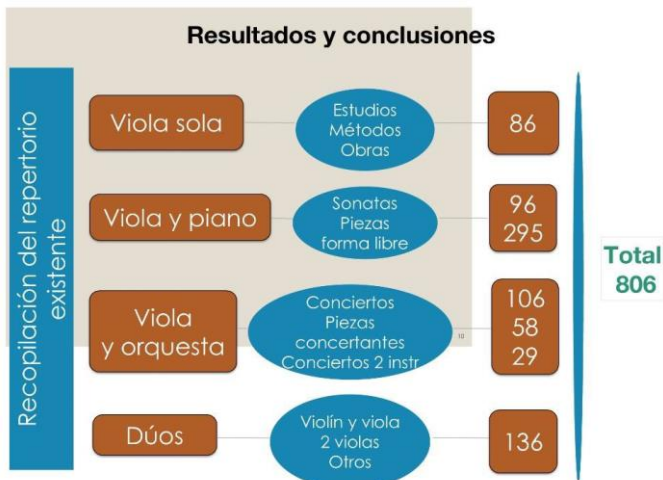 Resultados y conclusiones
Recopilación del repertorio
existente
Viola sola
Estudios
Métodos
Obras
86
Viola y piano
Sonatas
Piezas
forma libre
96
295
Viola
y orquesta
Conciertos
Piezas
concertantes
Conciertos 2 instr
106
58
29
10
Dúos
Violín y viola
2 violas
Otros
136
Total
806